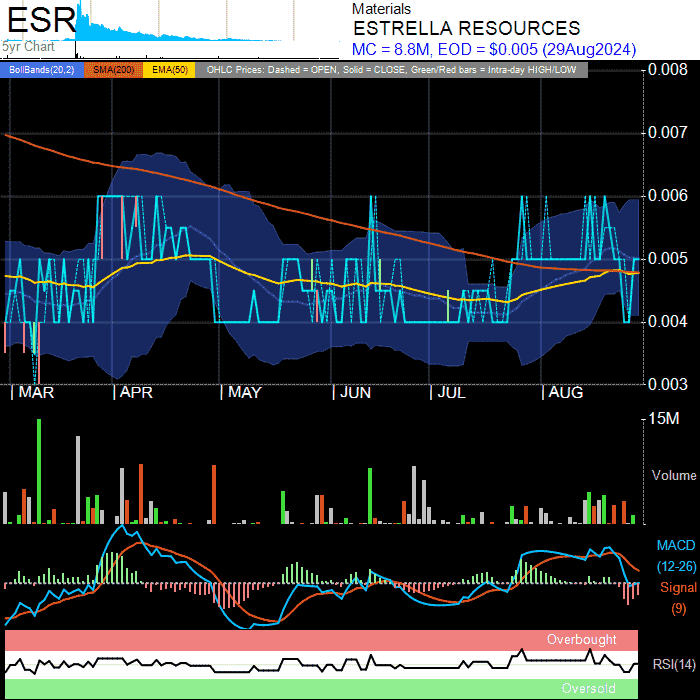 ESR
5yr Chart
Materials
ESTRELLA RESOURCES
MC = 8.8M, EOD = $0.005 (29Aug2024)
BollBands(20,2) SMA(200) EMA(50) OHLC Prices: Dashed = OPEN, Solid = CLOSE, Green/Red bars = Intra-day HIGH/LOW
0.008
0.007
0.006
0.005
0.004
0.003
MAR APR MAY JUN JUL AUG
15M
Volume
MACD
(12-26)
Signal
(9)
Overbought
RSI(14)
Oversold